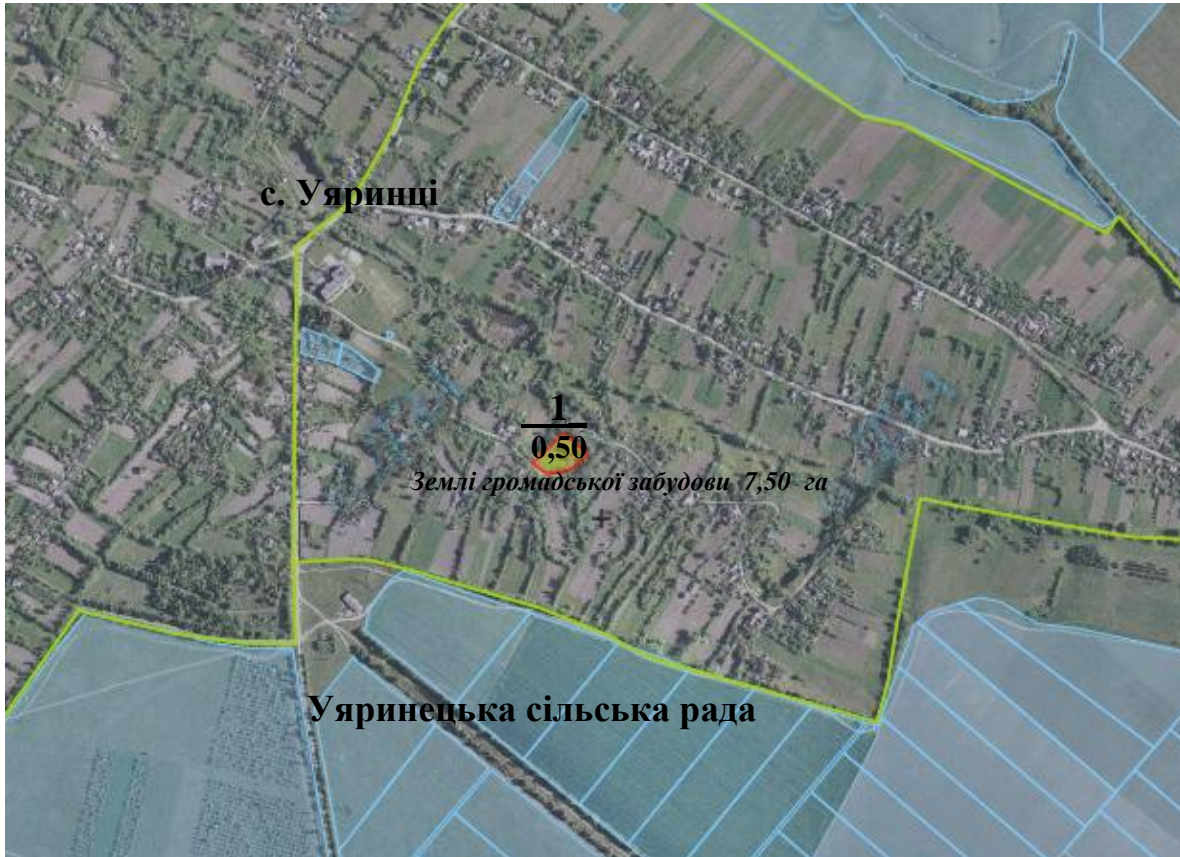 с. Уяринці
1
0,50
Землі громадської забудови 7,50 га
Уяринецька сільська рада